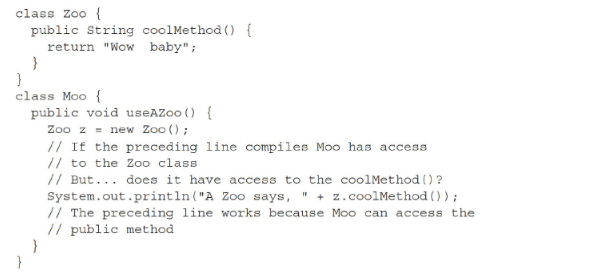 class Zoo {
  public String coolMethod() {
    return "Wow  baby";
  }
}
class Moo {
  public void useAZoo() {
    Zoo z = new Zoo();
    // If the preceding line compiles Moo has access
    // to the Zoo class
    // But... does it have access to the coolMethod()?
    System.out.println("A Zoo says, " + z.coolMethod());
    // The preceding line works because Moo can access the
    // public method
  }
}